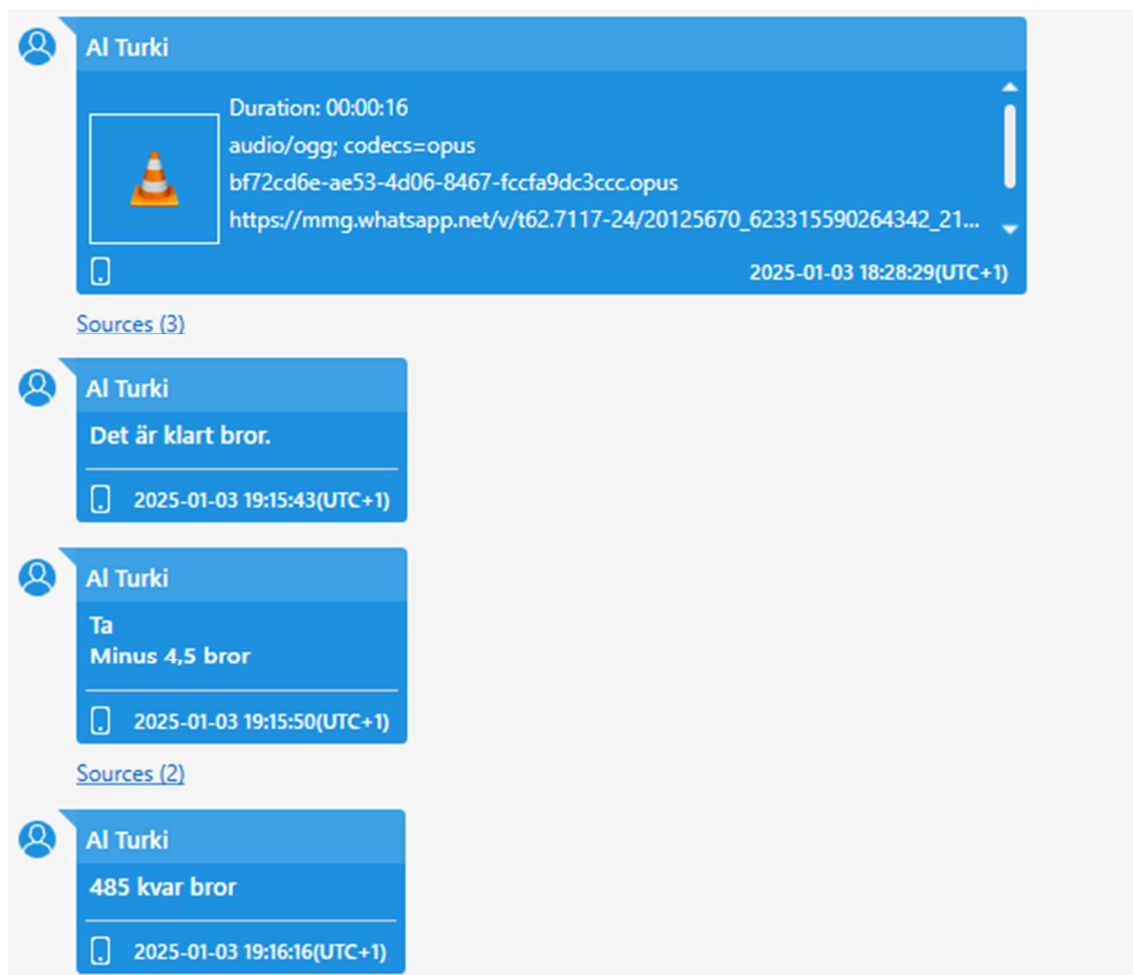 Al Turki
Duration: 00:00:16
audio/ogg; codecs=opus
bf72cd6e-ae53-4d06-8467-fccfa9dc3ccc.opus
https://mmg.whatsapp.net/v/t62.7117-24/20125670_623315590264342_21...
2025-01-03 18:28:29(UTC+1)
Sources (3)
Al Turki
Det är klart bror.
2025-01-03 19:15:43(UTC+1)
Al Turki
Ta
Minus 4,5 bror
2025-01-03 19:15:50(UTC+1)
Sources (2)
Al Turki
485 kvar bror
2025-01-03 19:16:16(UTC+1)